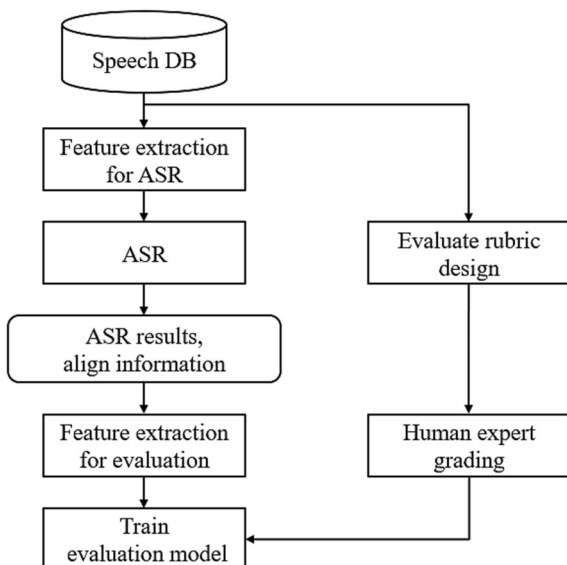 Speech DB
Feature extraction
for ASR
ASR
Evaluate rubric
design
ASR results,
align information
Feature extraction
for evaluation
Human expert
grading
Train
evaluation model